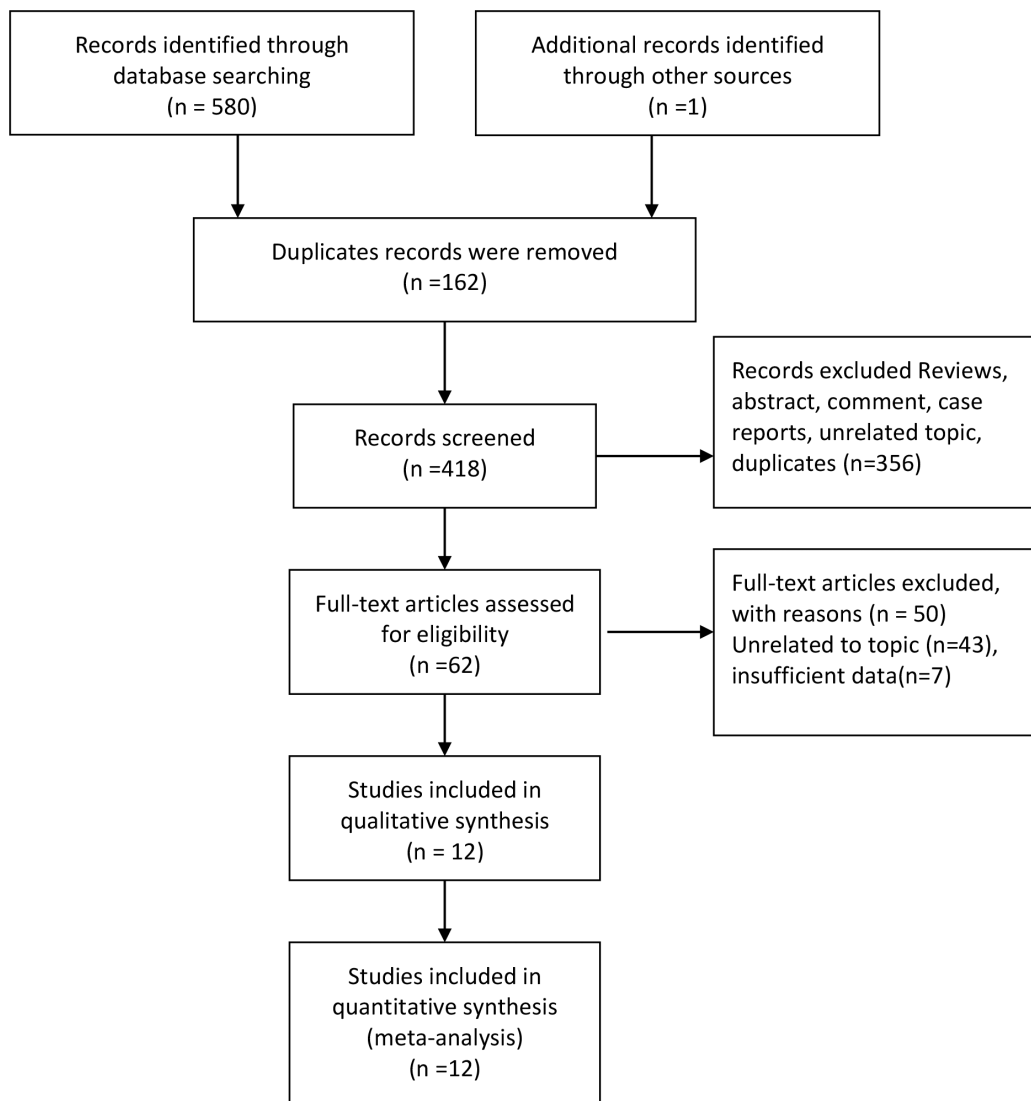 Records identified through
database searching
(n = 580)
Additional records identified
through other sources
(n =1)
Duplicates records were removed
(n =162)
Records screened
(n =418)
Records excluded Reviews,
abstract, comment, case
reports, unrelated topic,
duplicates (n=356)
Full-text articles assessed
for eligibility
(n =62)
Full-text articles excluded,
with reasons (n = 50)
Unrelated to topic (n=43),
insufficient data(n=7)
Studies included in
qualitative synthesis
(n = 12)
Studies included in
quantitative synthesis
(meta-analysis)
(n =12)